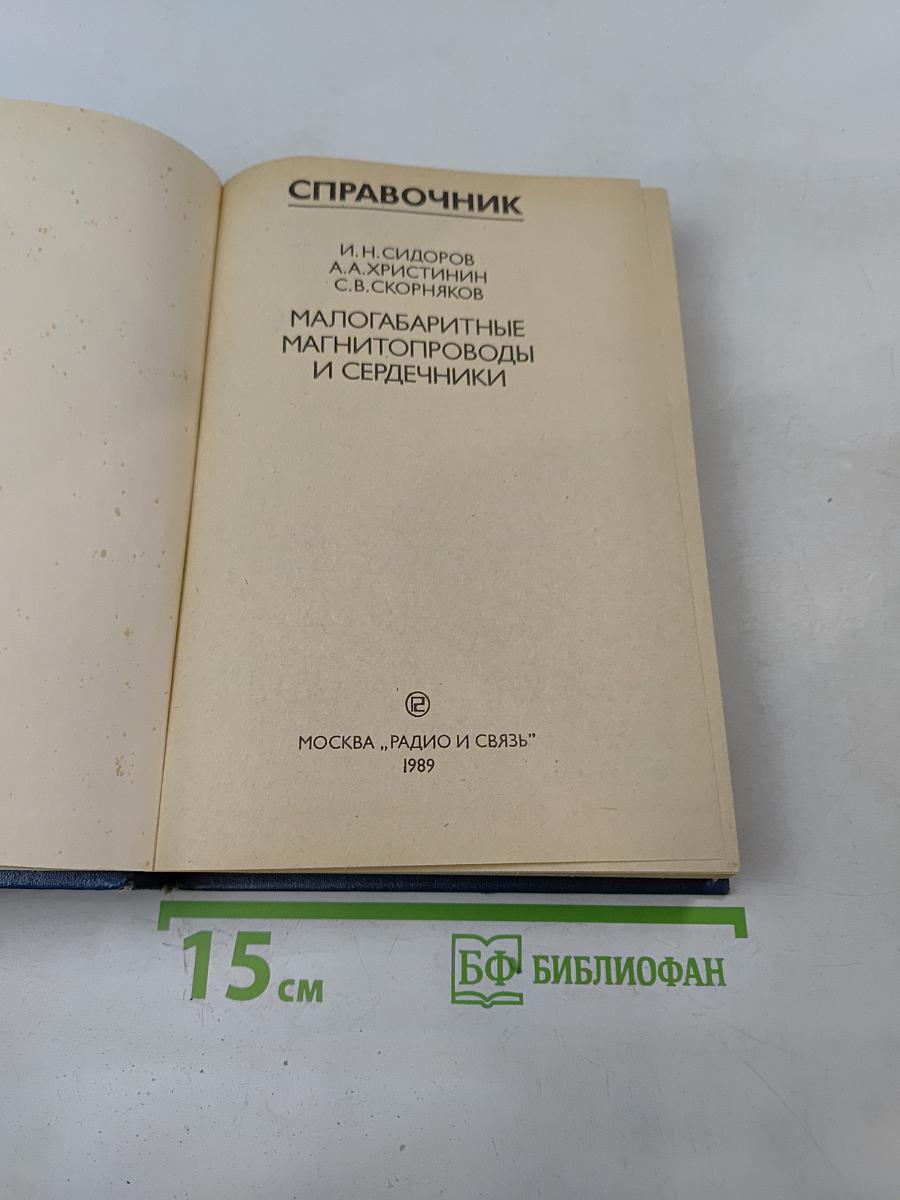 СПРАВОЧНИК
И. Н. СИДОРОВ
А. А. ХРИСТИНИН
С. В. СКОРНЯКОВ
МАЛОГАБАРИТНЫЕ
МАГНИТОПРОВОДЫ
И СЕРДЕЧНИКИ
МОСКВА „РАДИО И СВЯЗЬ”
1989
15 см
БФ БИБЛИОФАН